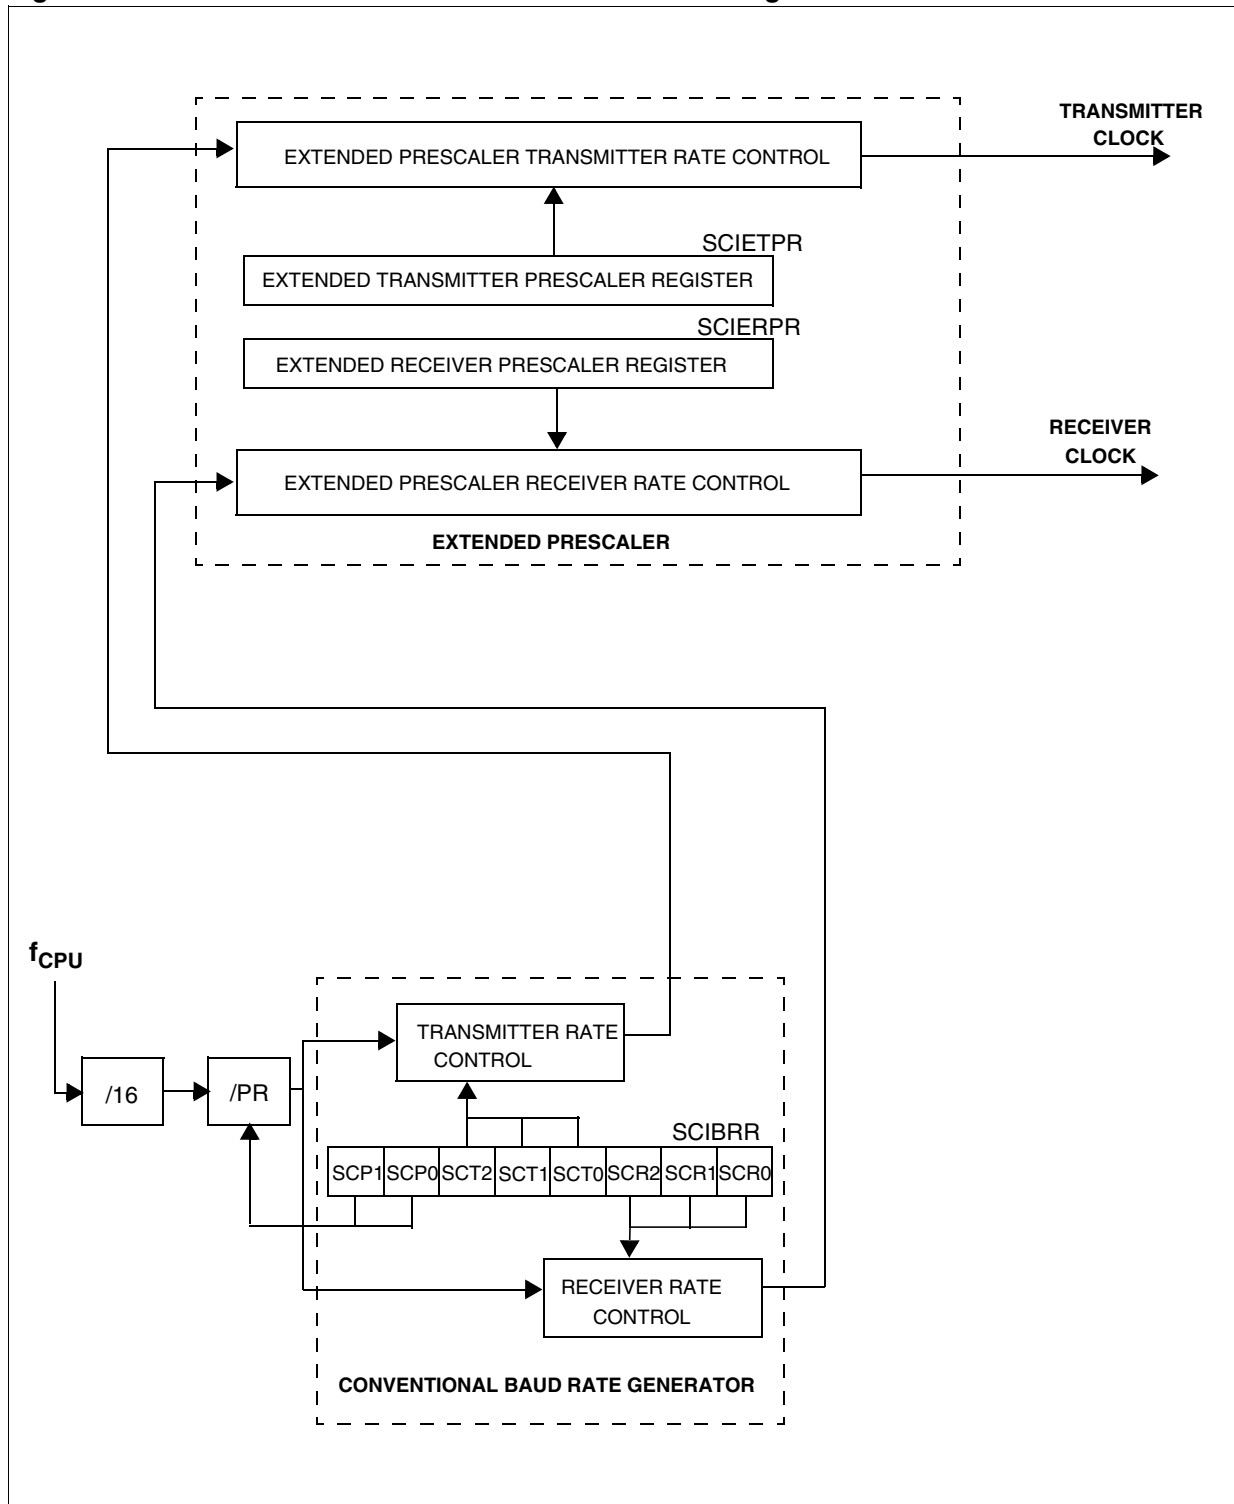 TRANSMITTER
CLOCK
EXTENDED PRESCALER TRANSMITTER RATE CONTROL
SCIETPR
EXTENDED TRANSMITTER PRESCALER REGISTER
SCIERPR
EXTENDED RECEIVER PRESCALER REGISTER
RECEIVER
CLOCK
EXTENDED PRESCALER RECEIVER RATE CONTROL
EXTENDED PRESCALER
fCPU
TRANSMITTER RATE
CONTROL
/16
/PR
SCIBRR
SCP1 SCP0 SCT2 SCT1 SCT0 SCR2 SCR1 SCR0
RECEIVER RATE
CONTROL
CONVENTIONAL BAUD RATE GENERATOR